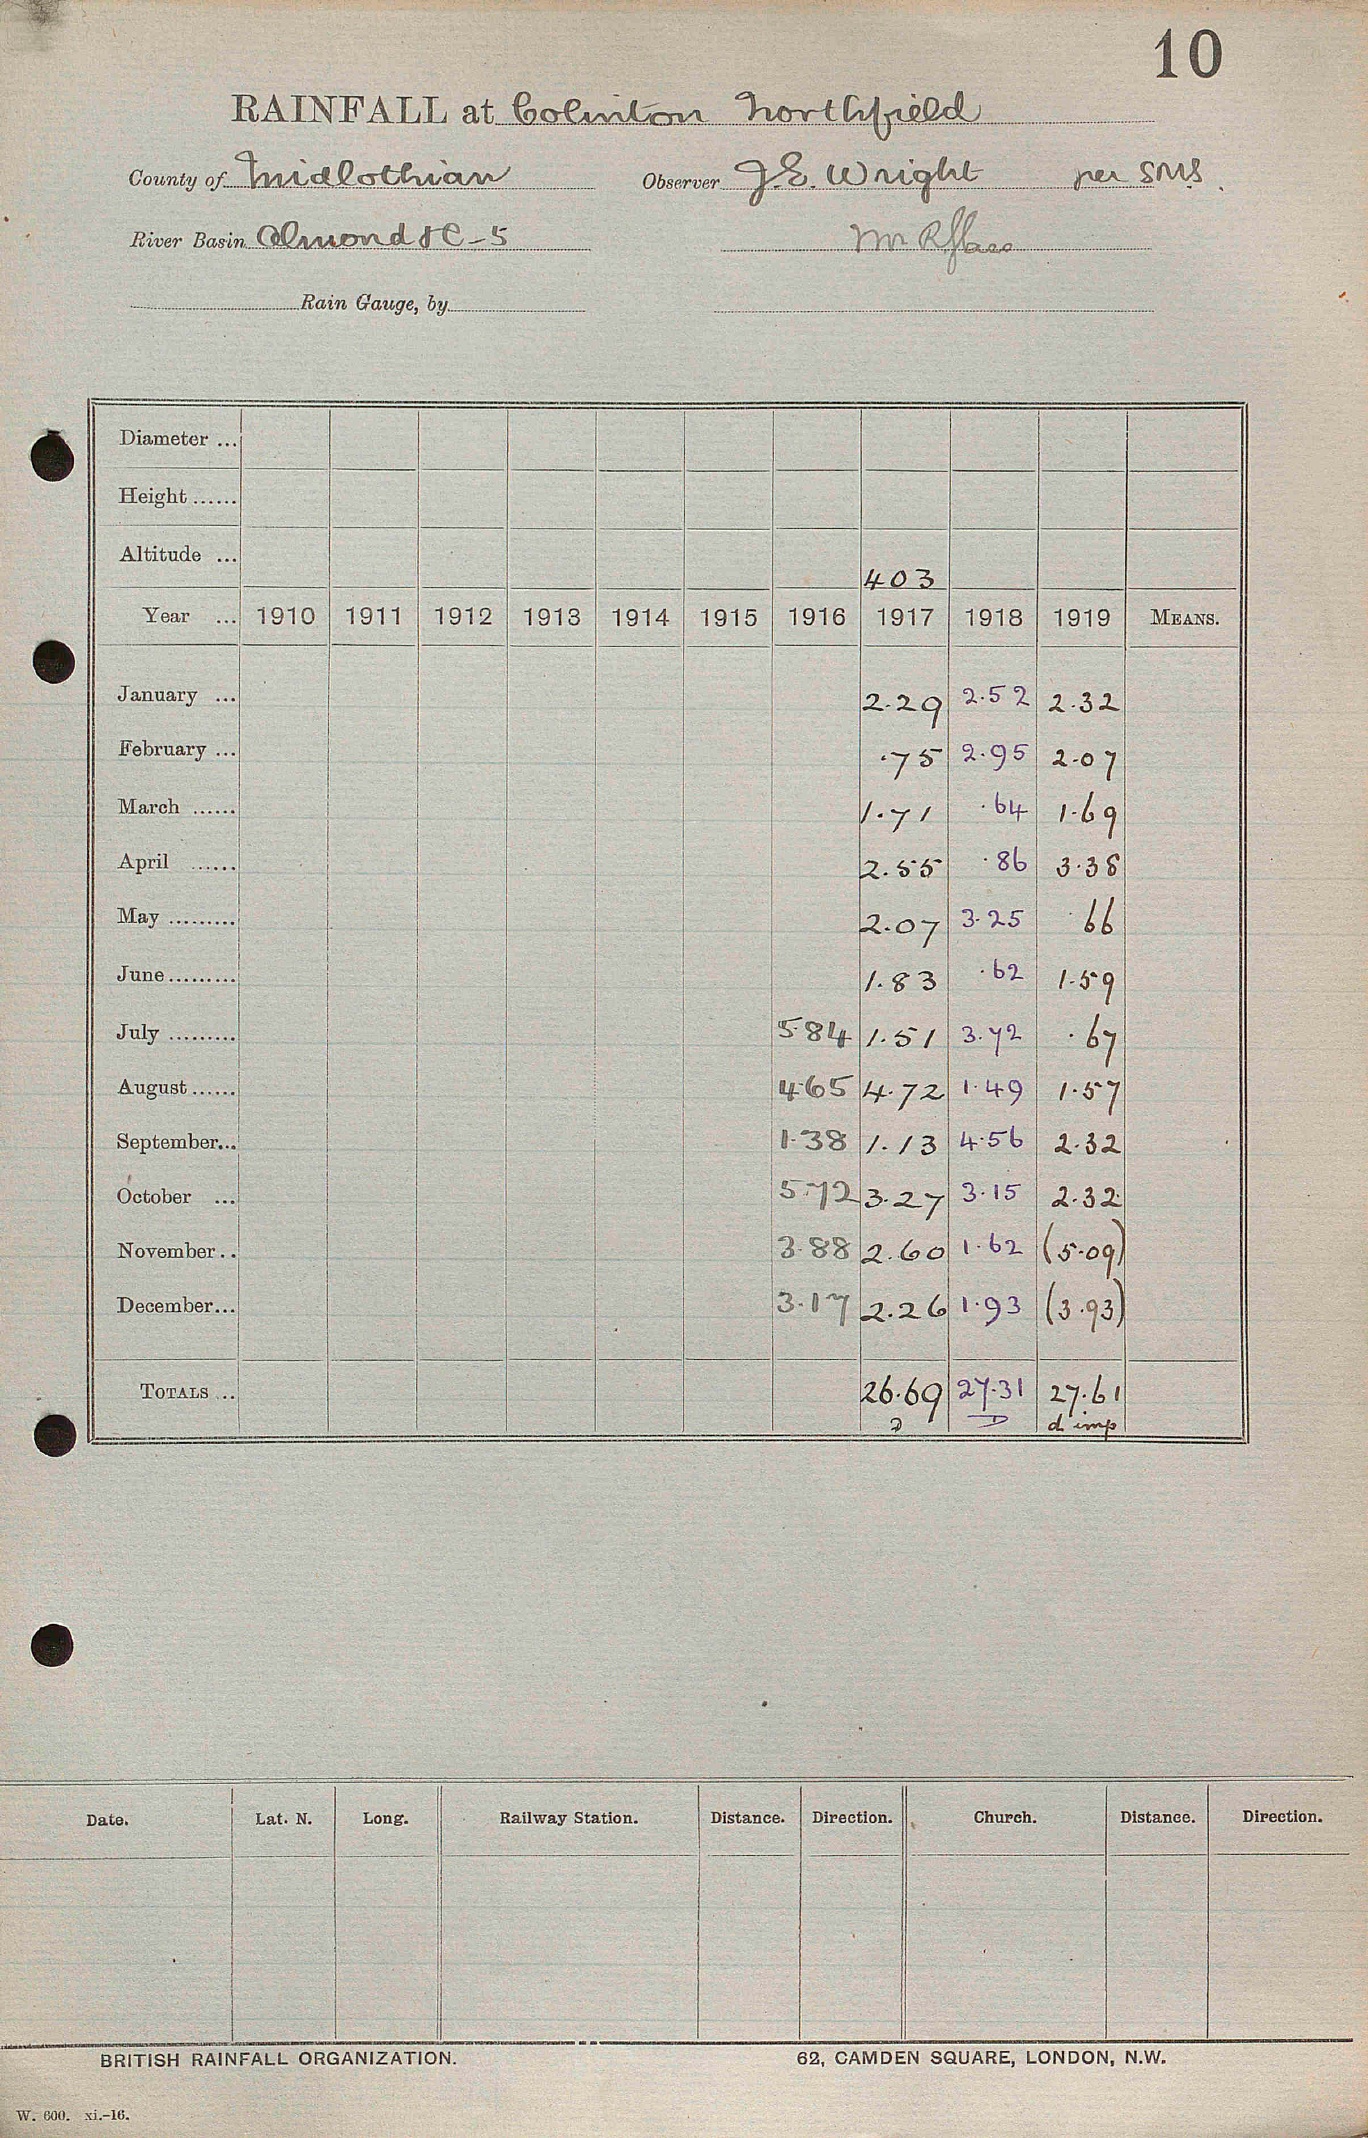 10
RAINFALL at Colinton Northfield
County of Midlothian Observer J.E. Wright per SMS.
River Basin Almond &c - 5 Mr R Glass
Rain Gauge, by
Diameter ...
Height ......
Altitude ... 403
Year ... 1910 1911 1912 1913 1914 1915 1916 1917 1918 1919 MEANS.
January ... 2.29 2.52 2.32
February ... .75 2.95 2.07
March ...... 1.71 .64 1.69
April ...... 2.55 .86 3.38
May ......... 2.07 3.25 .66
June ......... 1.83 .62 1.59
July ......... 5.84 1.51 3.72 .67
August ...... 4.65 4.72 1.49 1.57
September... 1.38 1.13 4.56 2.32
October ... 5.72 3.27 3.15 2.32
November .. 3.88 2.60 1.62 (5.09)
December... 3.17 2.26 1.93 (3.93)
TOTALS ... 26.69 27.31 27.61
D D d imp
Date. Lat. N. Long. Railway Station. Distance. Direction. Church. Distance. Direction.
BRITISH RAINFALL ORGANIZATION. 62, CAMDEN SQUARE, LONDON, N.W.
W. 600. xi.-16.